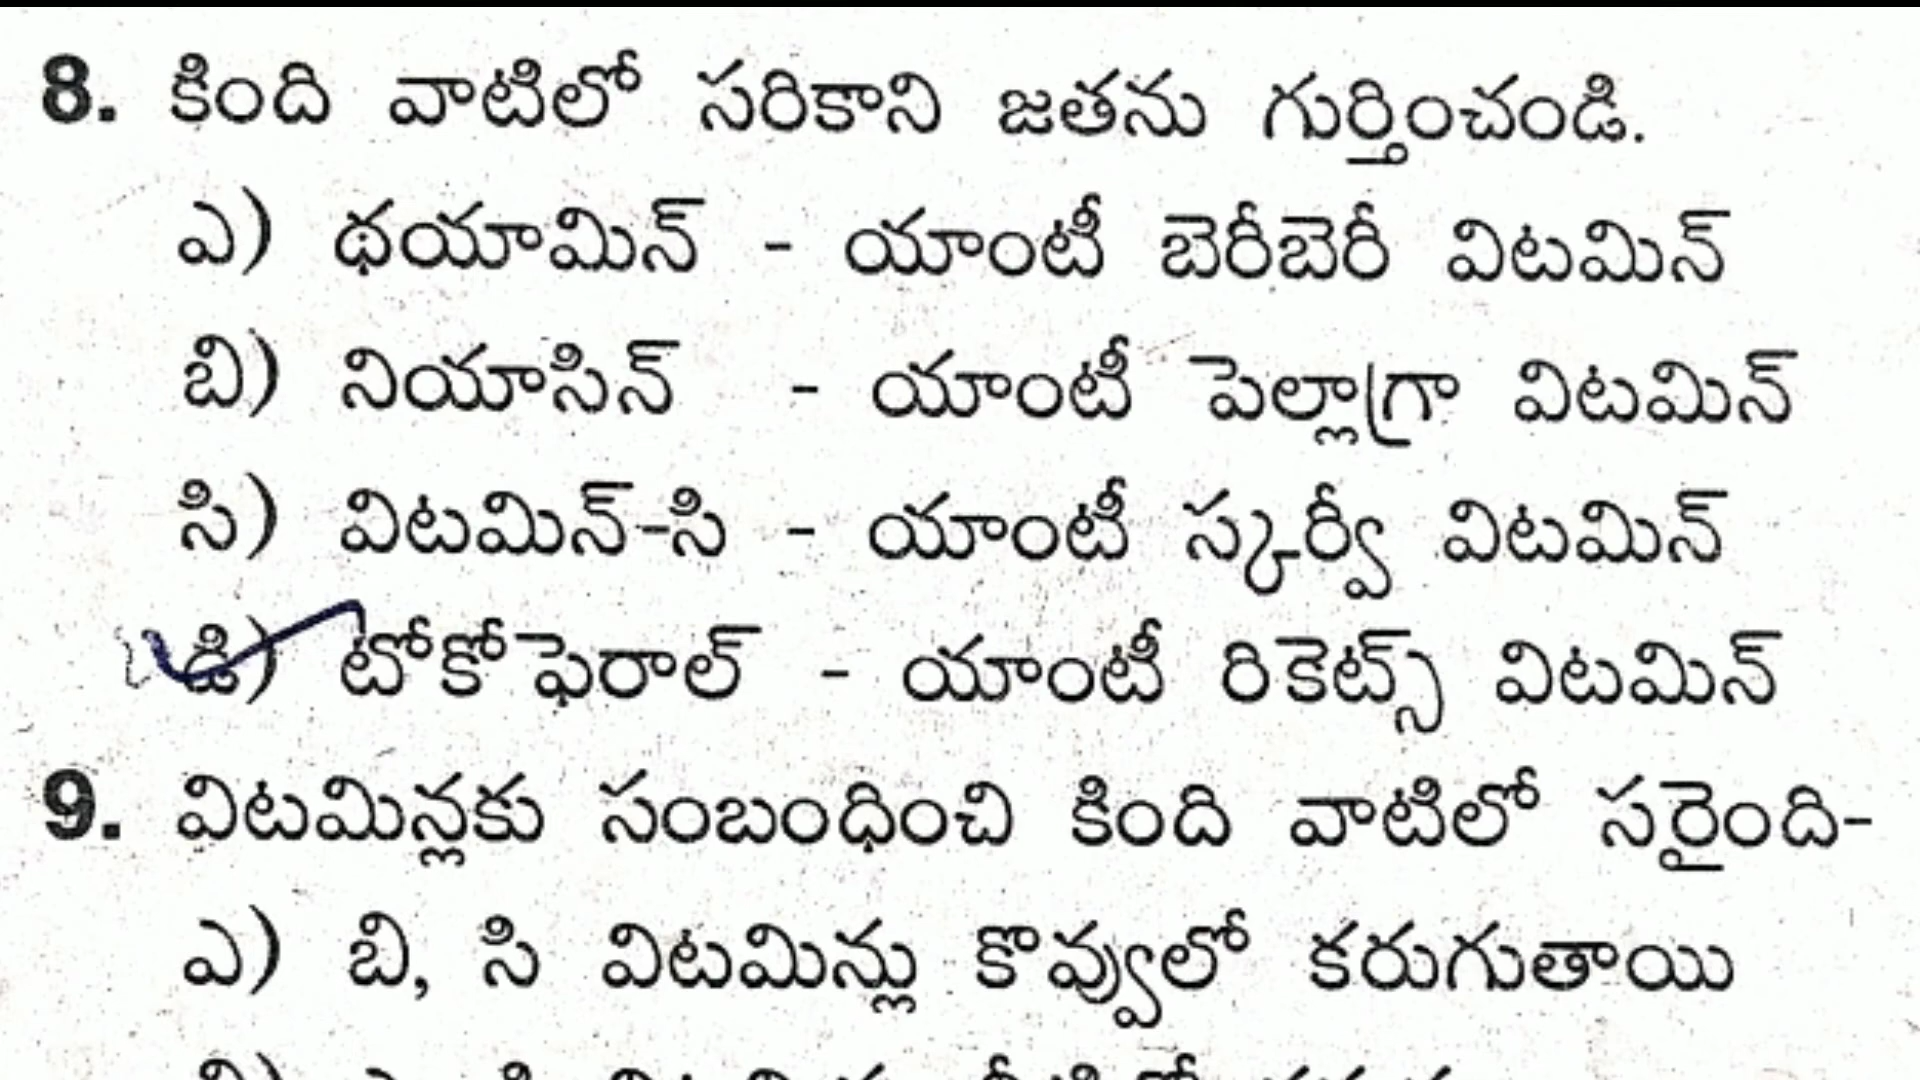 8. కింది వాటిలో సరికాని జతను గుర్తించండి.
ఎ) థయామిన్ - యాంటీ బెరీబెరీ విటమిన్
బి) నియాసిన్ - యాంటీ పెల్లాగ్రా విటమిన్
సి) విటమిన్-సి - యాంటీ స్కర్వీ విటమిన్
డి) టోకోఫెరాల్ - యాంటీ రికెట్స్ విటమిన్
9. విటమిన్లకు సంబంధించి కింది వాటిలో సరైంది-
ఎ) బి, సి విటమిన్లు కొవ్వులో కరుగుతాయి